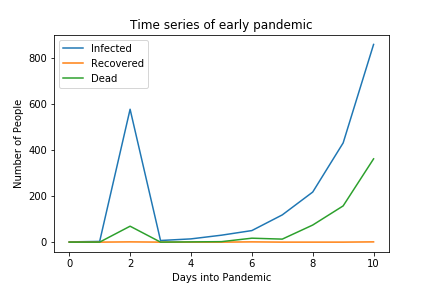 Time series of early pandemic
Infected
Recovered
Dead
Number of People
800
600
400
200
0
0 2 4 6 8 10
Days into Pandemic